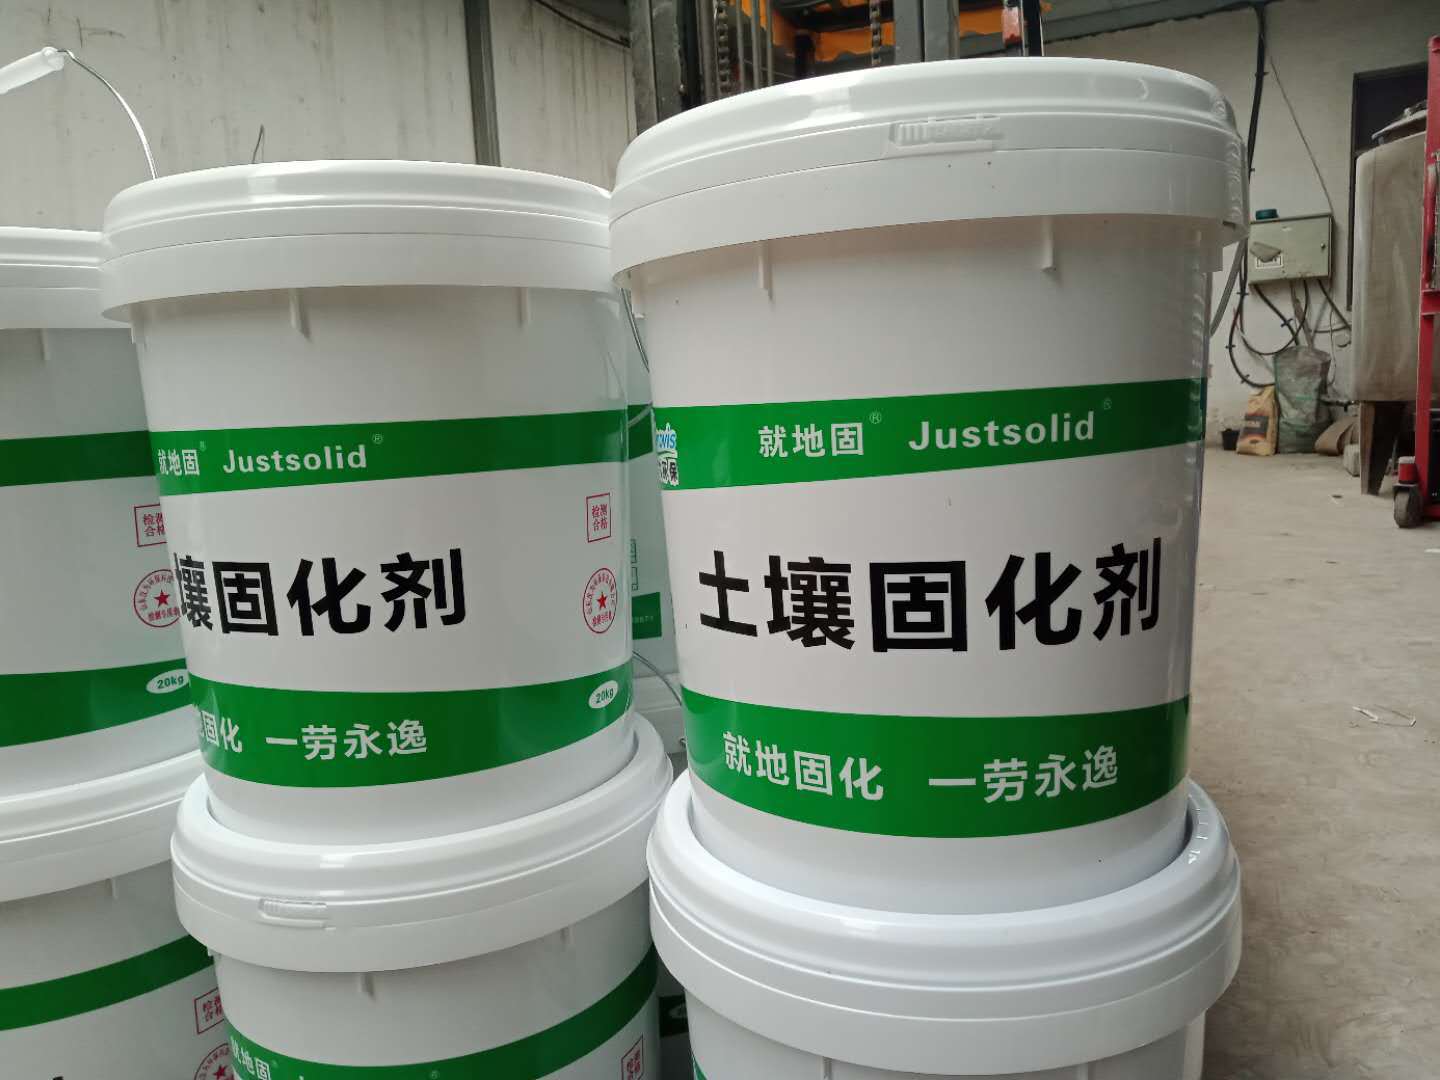 就地固® Justsolid®
检测
合格
壤固化剂
20kg
固化 一劳永逸
20kg
就地固® Justsolid®
土壤固化剂
就地固化 一劳永逸
检测
合格
就地固